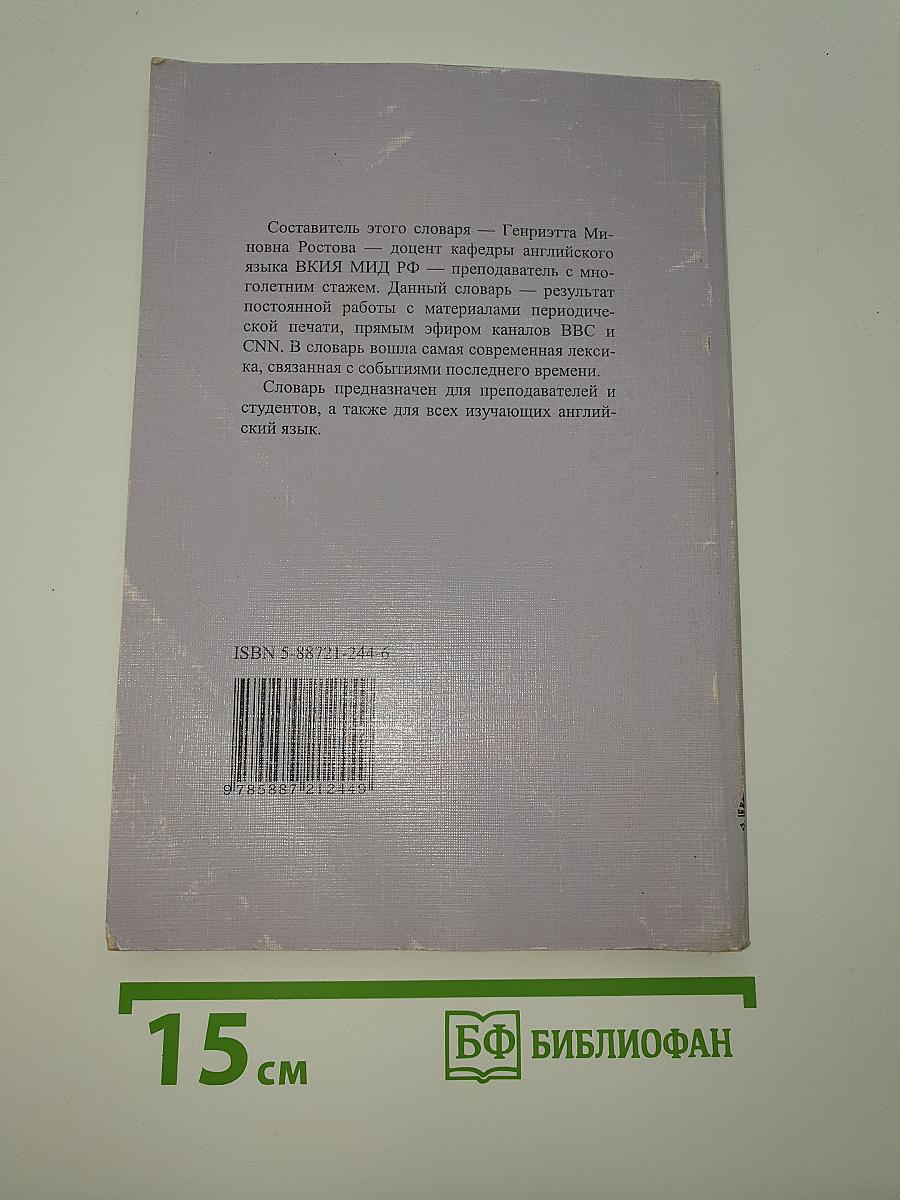 Составитель этого словаря — Генриэтта Ми-
новна Ростова — доцент кафедры английского
языка ВКИЯ МИД РФ — преподаватель с мно-
голетним стажем. Данный словарь — результат
постоянной работы с материалами периодиче-
ской печати, прямым эфиром каналов BBC и
CNN. В словарь вошла самая современная лекси-
ка, связанная с событиями последнего времени.
Словарь предназначен для преподавателей и
студентов, а также для всех изучающих англий-
ский язык.
ISBN 5-88721-244-6
9 785887 212449
15 см
БФ БИБЛИОФАН